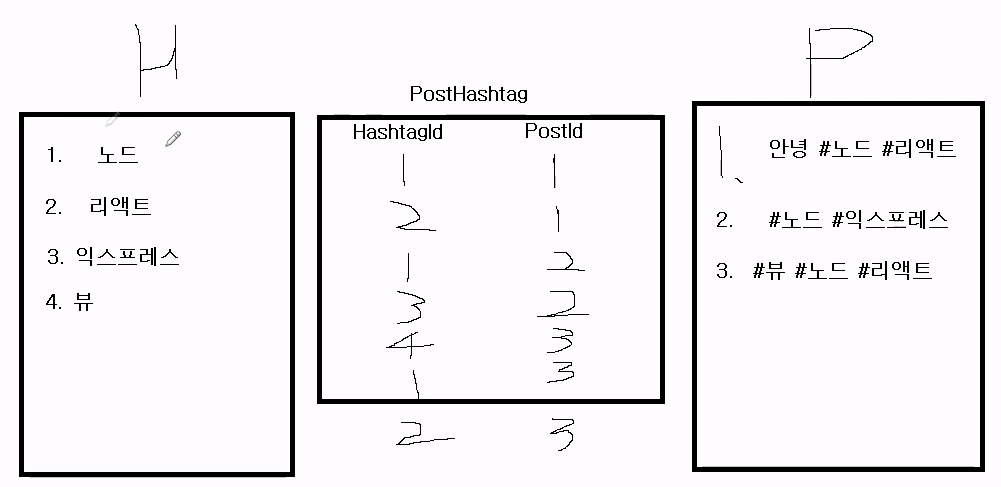 H
P
PostHashtag
HashtagId PostId
1. 노드
2. 리액트
3. 익스프레스
4. 뷰
1 1
2 1
1 2
3 2
4 3
1 3
2 3
1. 안녕 #노드 #리액트
2. #노드 #익스프레스
3. #뷰 #노드 #리액트